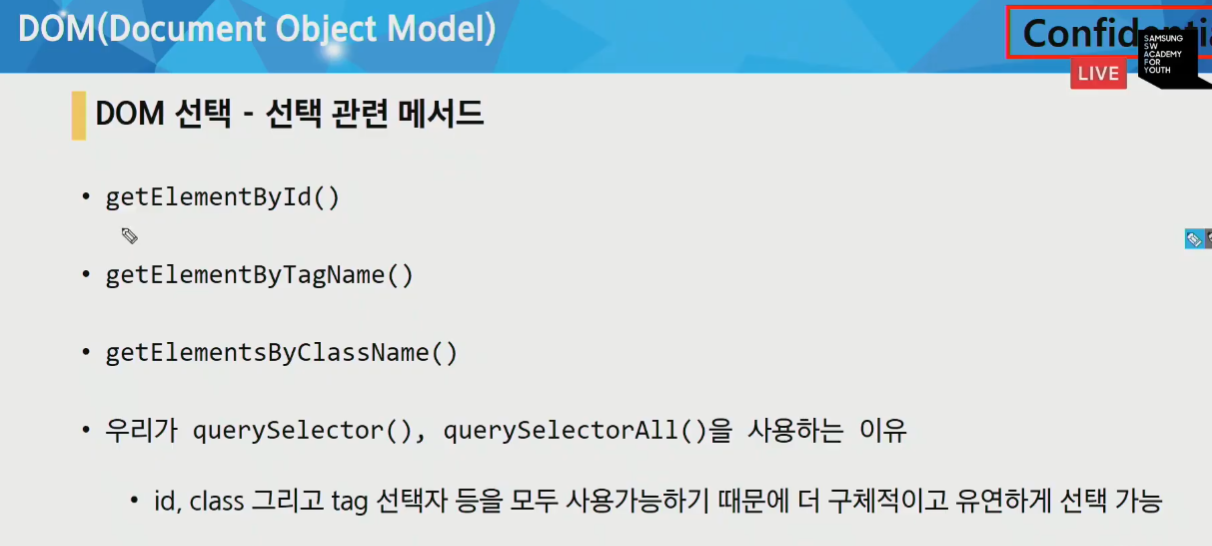 DOM(Document Object Model)
SAMSUNG
SW
ACADEMY
FOR
YOUTH
LIVE
DOM 선택 - 선택 관련 메서드
• getElementById()
• getElementByTagName()
• getElementsByClassName()
• 우리가 querySelector(), querySelectorAll()을 사용하는 이유
• id, class 그리고 tag 선택자 등을 모두 사용가능하기 때문에 더 구체적이고 유연하게 선택 가능